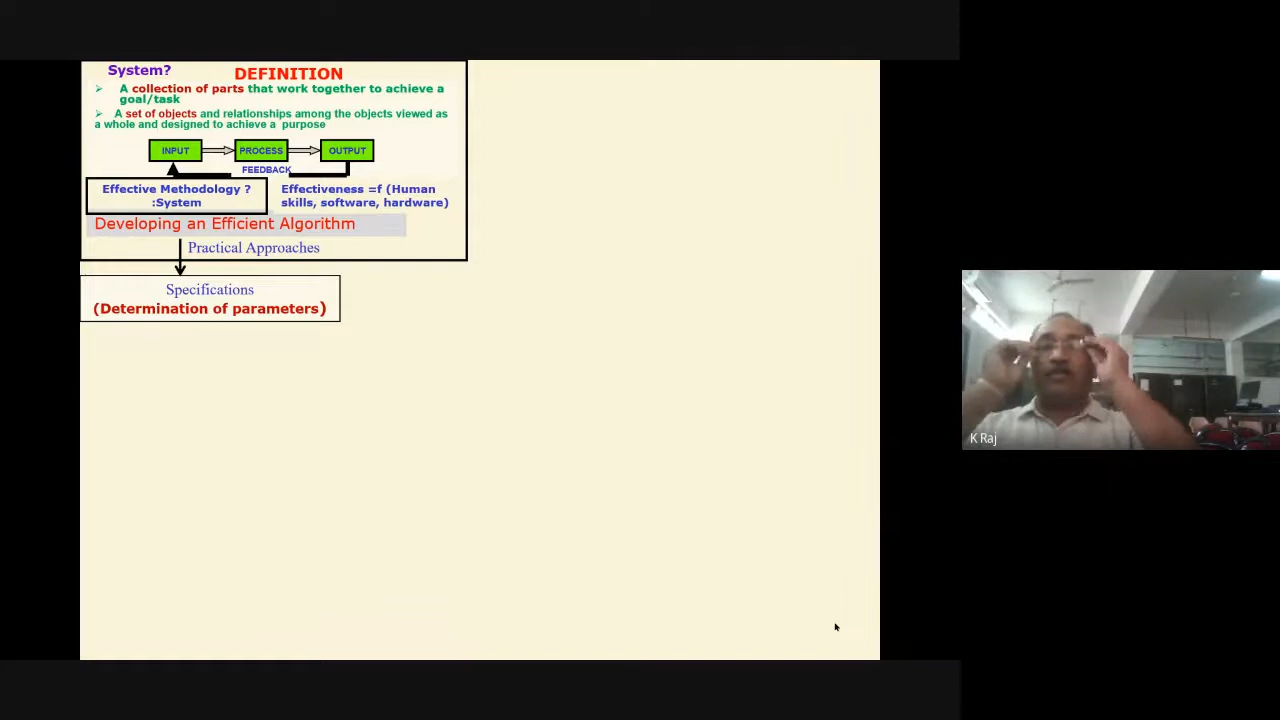 System?
DEFINITION
A collection of parts that work together to achieve a
goal/task
A set of objects and relationships among the objects viewed as
a whole and designed to achieve a purpose
INPUT
PROCESS
OUTPUT
FEEDBACK
Effective Methodology ?
:System
Effectiveness =f (Human
skills, software, hardware)
Developing an Efficient Algorithm
Practical Approaches
Specifications
(Determination of parameters)
K Raj